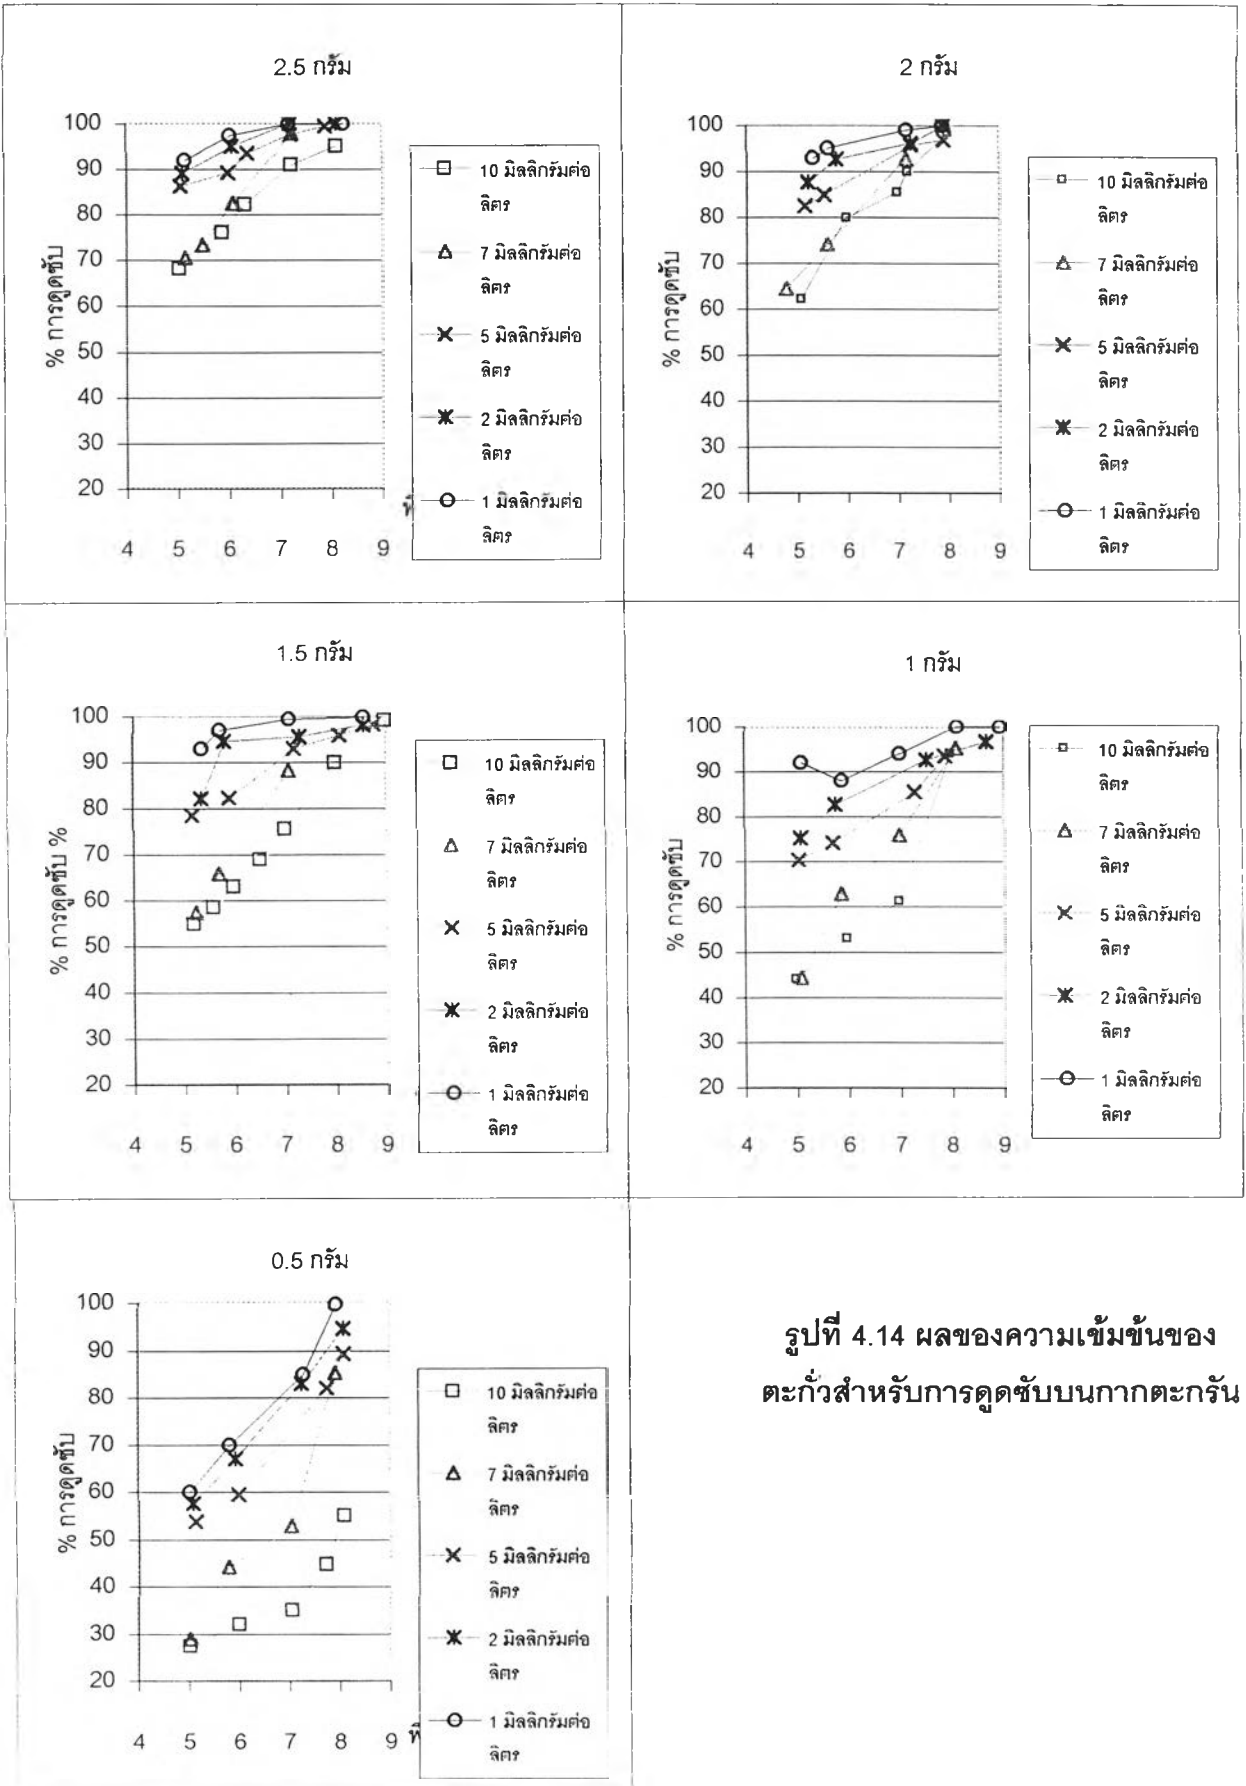 2.5 กรัม
100
90
80
70
60
50
40
30
20
% การดูดซับ
4 5 6 7 8 9
10 มิลลิกรัมต่อ
ลิตร
7 มิลลิกรัมต่อ
ลิตร
5 มิลลิกรัมต่อ
ลิตร
2 มิลลิกรัมต่อ
ลิตร
1 มิลลิกรัมต่อ
ลิตร
2 กรัม
100
90
80
70
60
50
40
30
20
% การดูดซับ
4 5 6 7 8 9
10 มิลลิกรัมต่อ
ลิตร
7 มิลลิกรัมต่อ
ลิตร
5 มิลลิกรัมต่อ
ลิตร
2 มิลลิกรัมต่อ
ลิตร
1 มิลลิกรัมต่อ
ลิตร
1.5 กรัม
100
90
80
70
60
50
40
30
20
% การดูดซับ %
4 5 6 7 8 9
10 มิลลิกรัมต่อ
ลิตร
7 มิลลิกรัมต่อ
ลิตร
5 มิลลิกรัมต่อ
ลิตร
2 มิลลิกรัมต่อ
ลิตร
1 มิลลิกรัมต่อ
ลิตร
1 กรัม
100
90
80
70
60
50
40
30
20
% การดูดซับ
4 5 6 7 8 9
10 มิลลิกรัมต่อ
ลิตร
7 มิลลิกรัมต่อ
ลิตร
5 มิลลิกรัมต่อ
ลิตร
2 มิลลิกรัมต่อ
ลิตร
1 มิลลิกรัมต่อ
ลิตร
0.5 กรัม
100
90
80
70
60
50
40
30
20
% การดูดซับ
4 5 6 7 8 9
10 มิลลิกรัมต่อ
ลิตร
7 มิลลิกรัมต่อ
ลิตร
5 มิลลิกรัมต่อ
ลิตร
2 มิลลิกรัมต่อ
ลิตร
1 มิลลิกรัมต่อ
ลิตร
รูปที่ 4.14 ผลของความเข้มข้นของ
ตะกั่วสำหรับการดูดซับบนกากตะกรัน